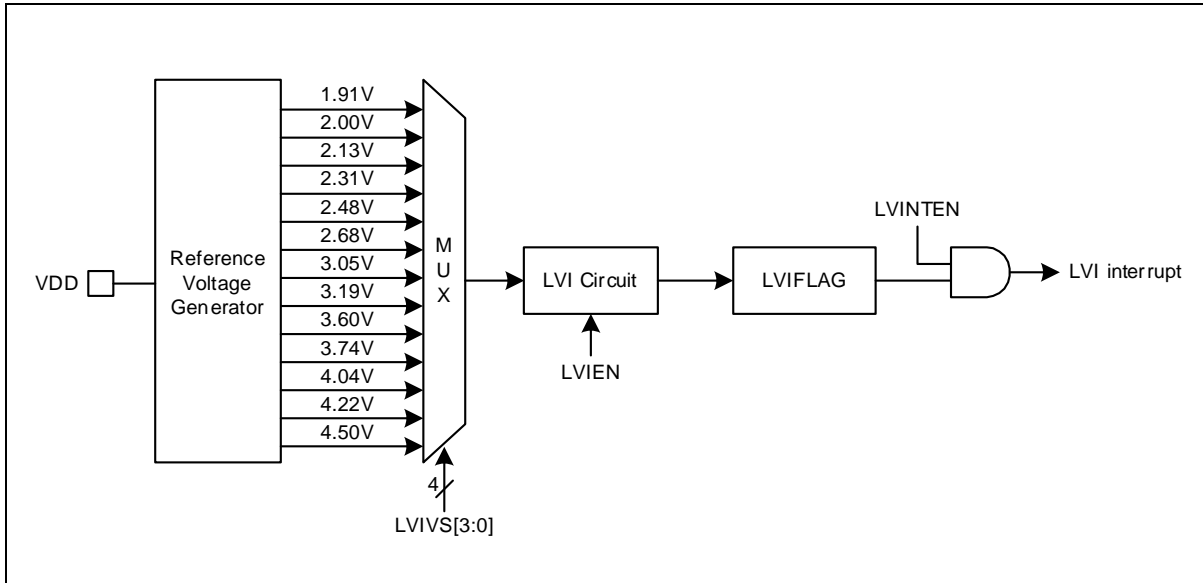 VDD
Reference
Voltage
Generator
1.91V
2.00V
2.13V
2.31V
2.48V
2.68V
3.05V
3.19V
3.60V
3.74V
4.04V
4.22V
4.50V
M
U
X
4
LVIVS[3:0]
LVI Circuit
LVIEN
LVIFLAG
LVINTEN
LVI interrupt